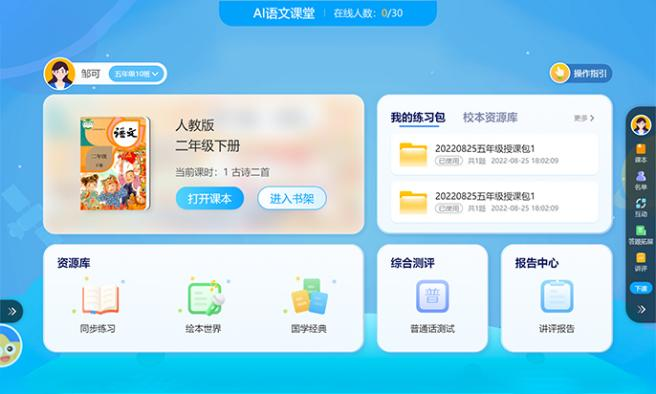 AI语文课堂 | 在线人数：0/30
邹可 五年级10班
操作指引
语文
二年级
下册
人教版
二年级下册
当前课时：1 古诗二首
打开课本 进入书架
我的练习包 校本资源库 更多
20220825五年级授课包1
已使用 共1题 2022-08-25 18:02:09
20220825五年级授课包1
已使用 共1题 2022-08-25 18:02:09
资源库
同步练习 绘本世界 国学经典
综合测评
普
普通话测试
报告中心
讲评报告
课本
名单
互动
答题拓展
讲评
下课